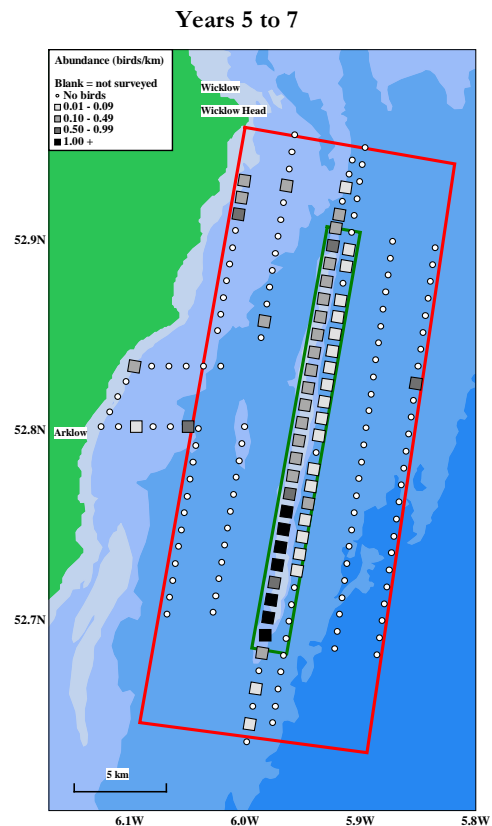 Years 5 to 7
Abundance (birds/km)
Blank = not surveyed
No birds
0.01 - 0.09
0.10 - 0.49
0.50 - 0.99
1.00 +
Wicklow
Wicklow Head
52.9N
52.8N
Arklow
52.7N
5 km
6.1W 6.0W 5.9W 5.8W